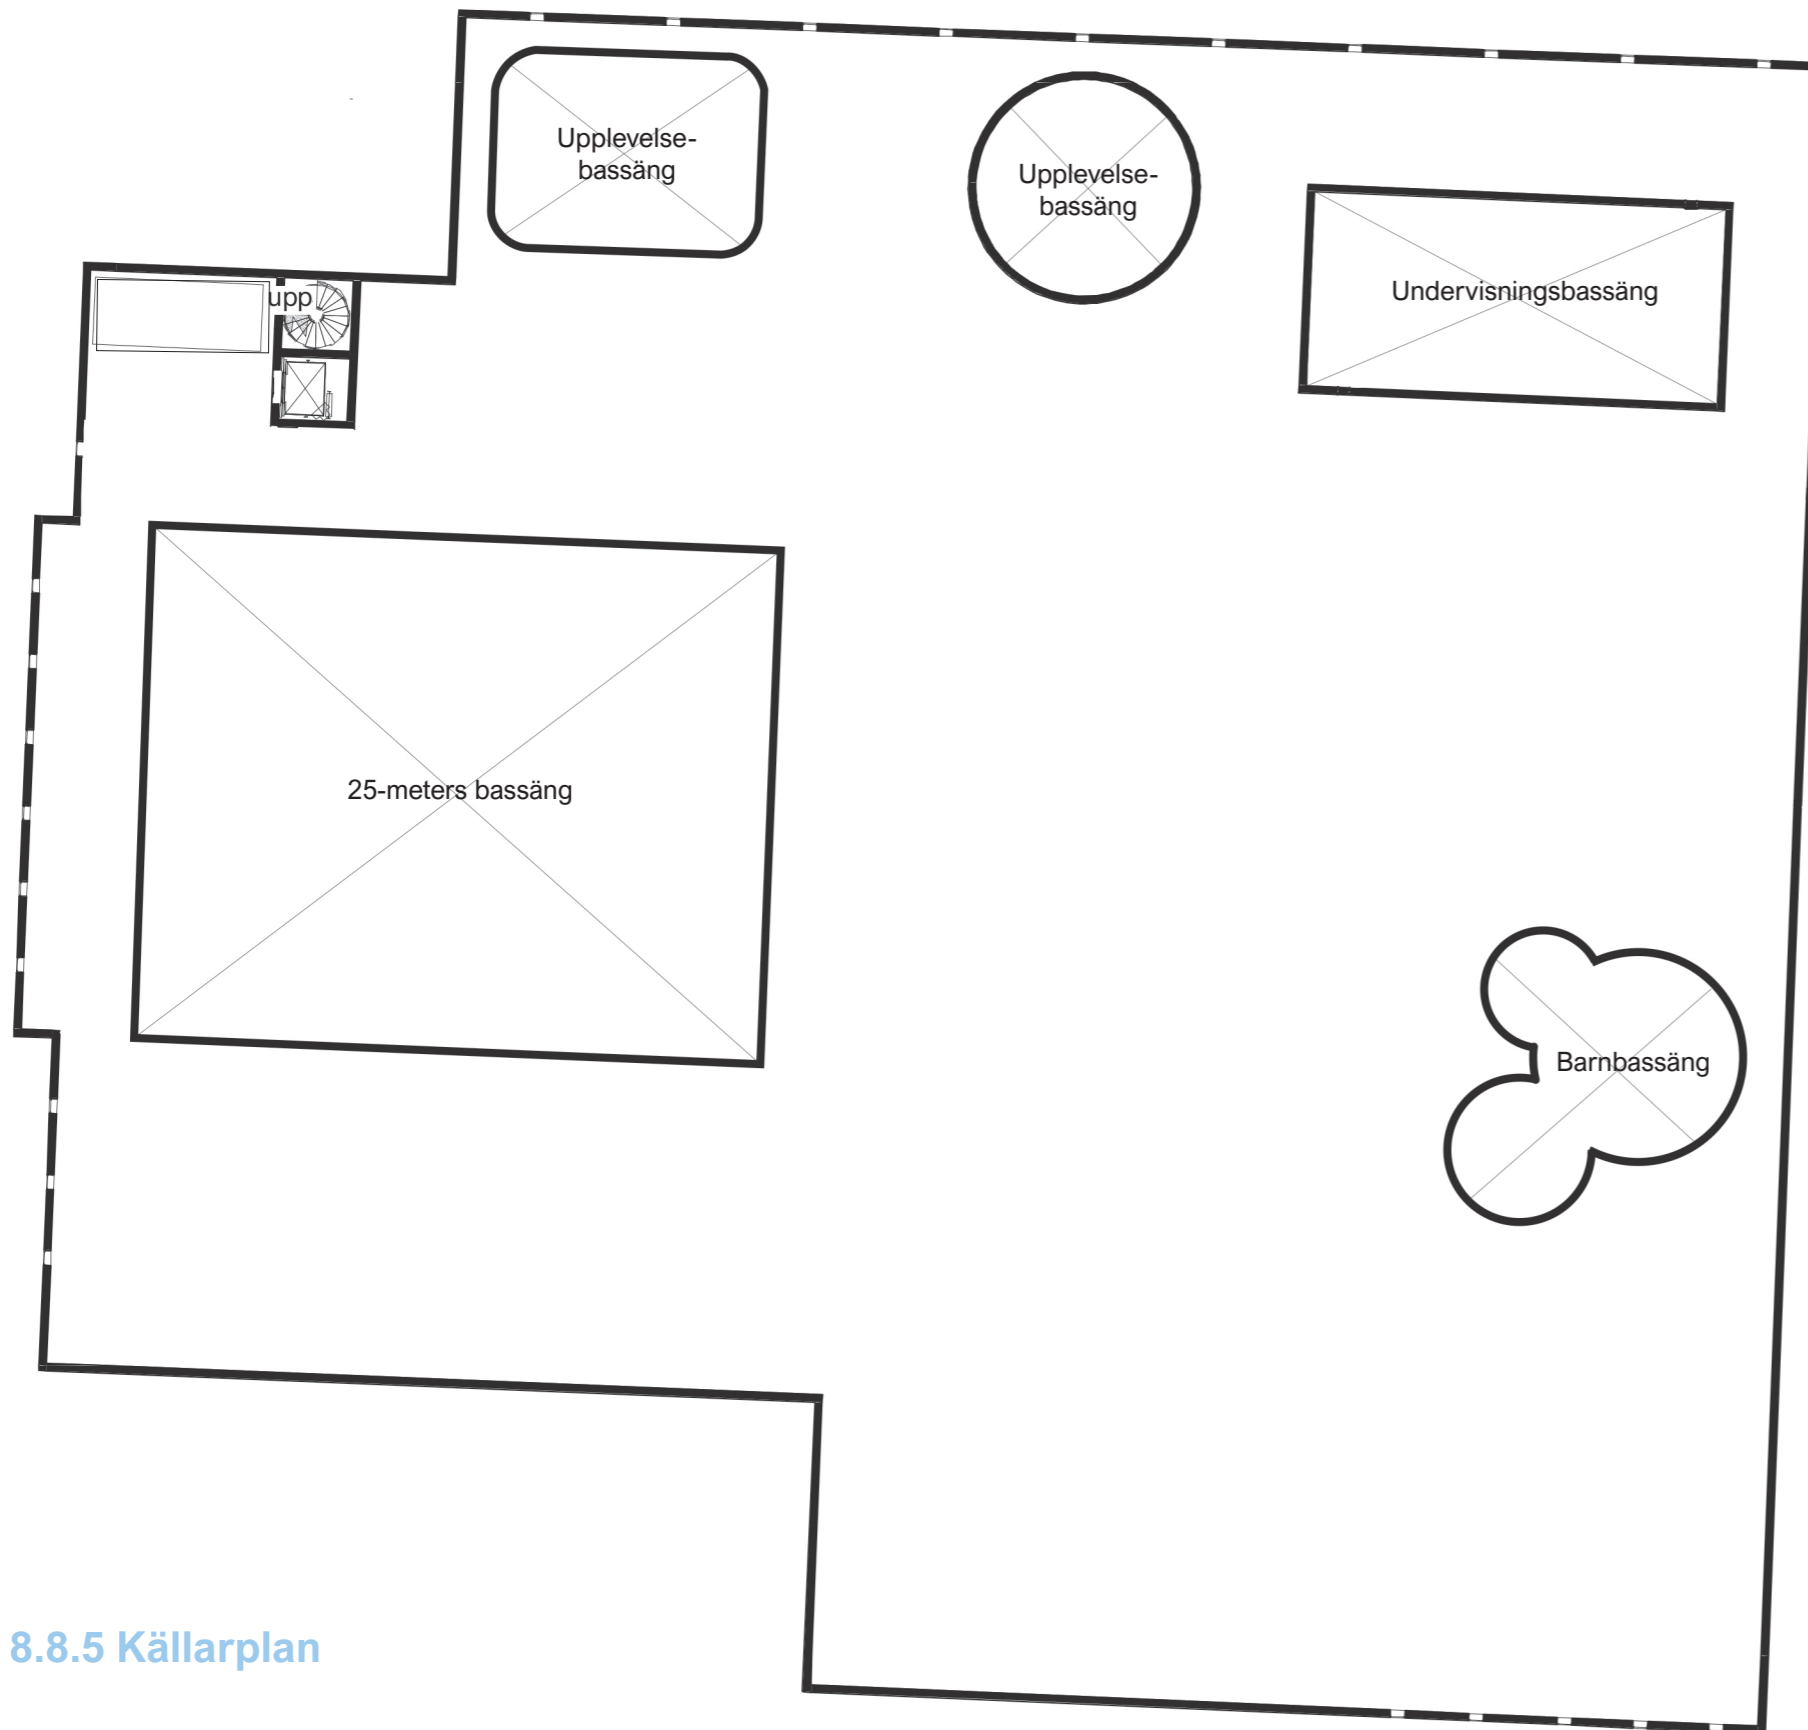 Upplevelse-
bassäng
Upplevelse-
bassäng
Undervisningsbassäng
upp
25-meters bassäng
Barnbassäng
8.8.5 Källarplan